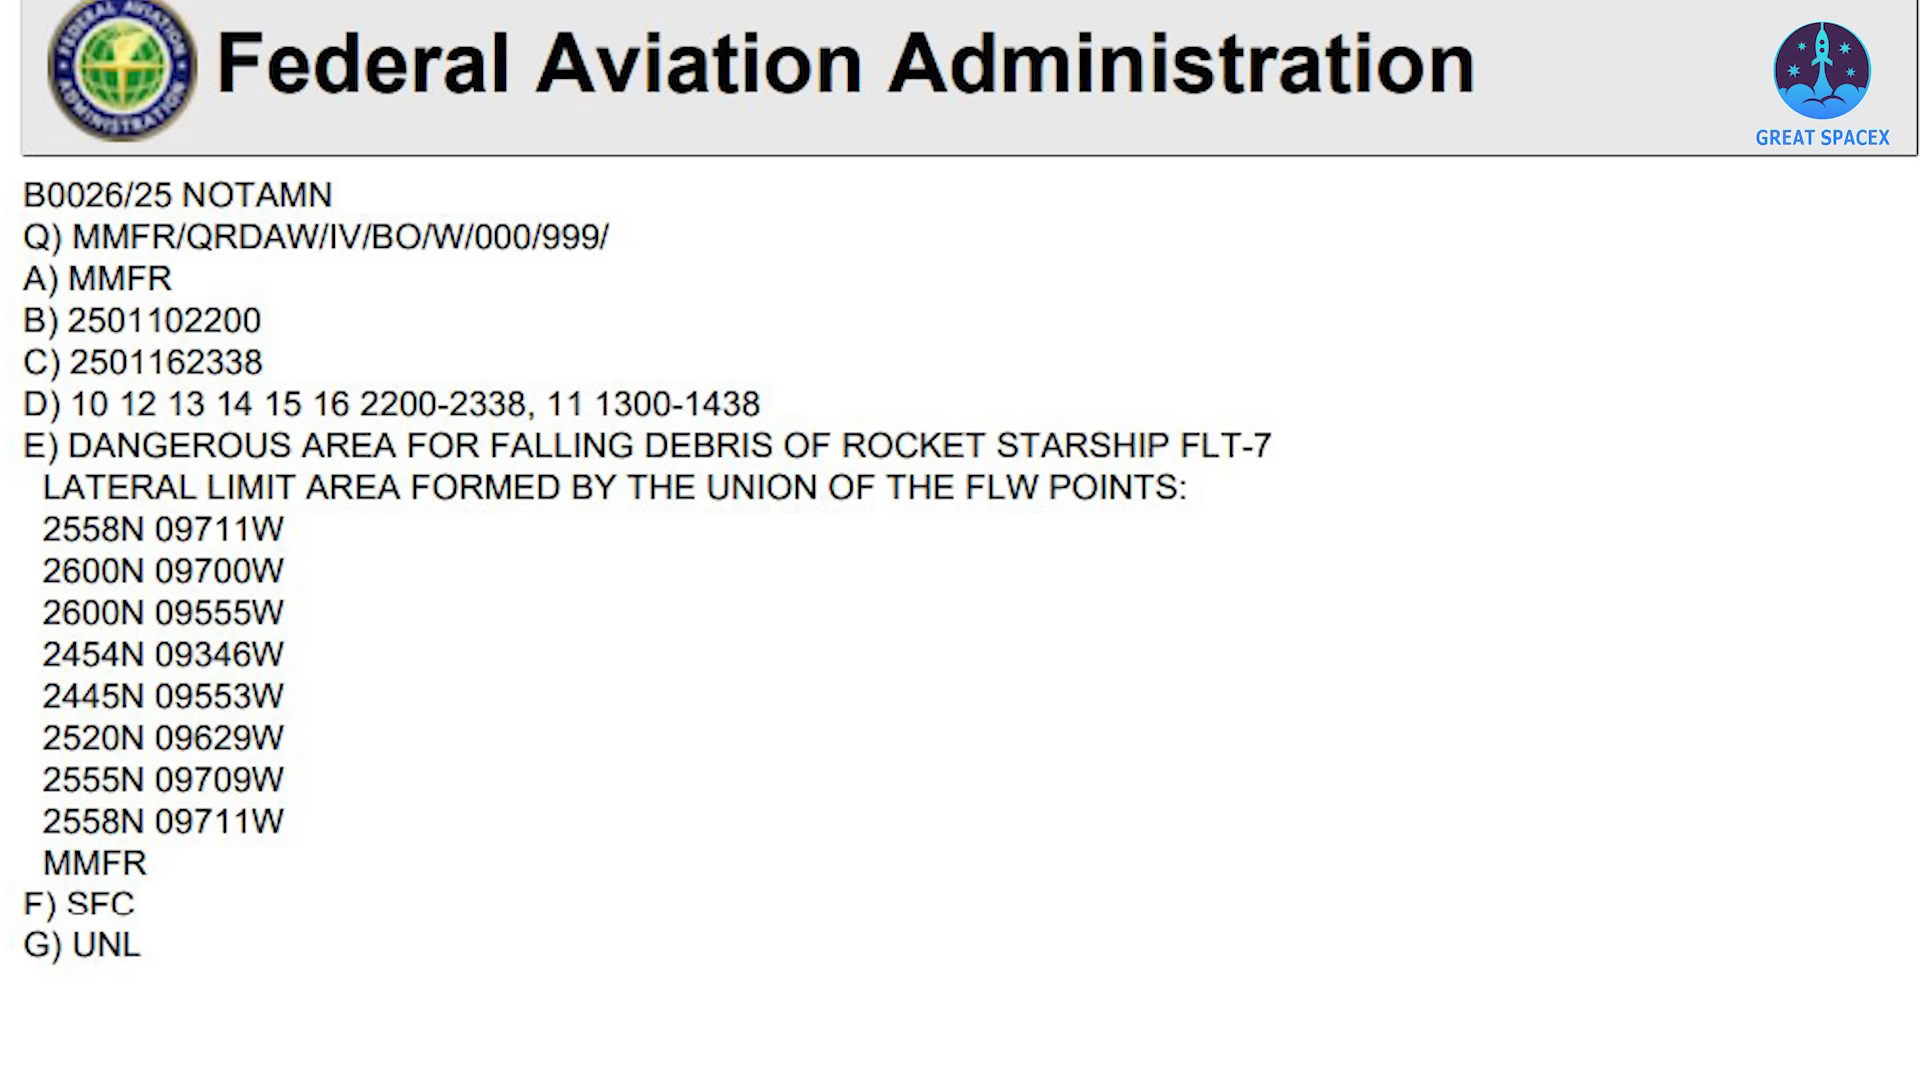 FEDERAL AVIATION ADMINISTRATION
Federal Aviation Administration
GREAT SPACEX
B0026/25 NOTAMN
Q) MMFR/QRDAW/IV/BO/W/000/999/
A) MMFR
B) 2501102200
C) 2501162338
D) 10 12 13 14 15 16 2200-2338, 11 1300-1438
E) DANGEROUS AREA FOR FALLING DEBRIS OF ROCKET STARSHIP FLT-7
LATERAL LIMIT AREA FORMED BY THE UNION OF THE FLW POINTS:
2558N 09711W
2600N 09700W
2600N 09555W
2454N 09346W
2445N 09553W
2520N 09629W
2555N 09709W
2558N 09711W
MMFR
F) SFC
G) UNL